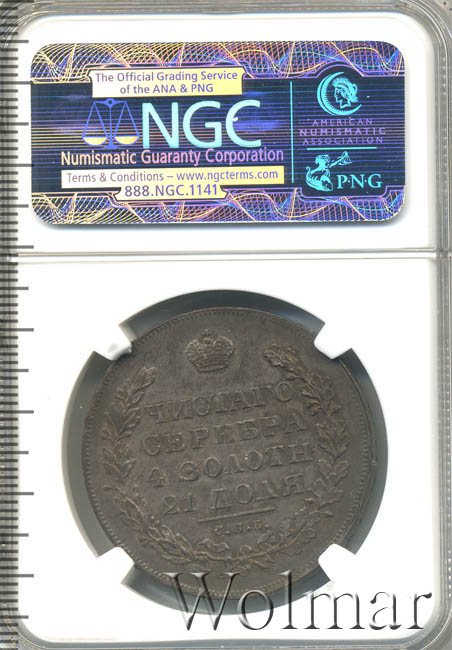 The Official Grading Service
of the ANA & PNG
NGC
Numismatic Guaranty Corporation
Terms & Conditions – www.ngcterms.com
888.NGC.1141
AMERICAN
NUMISMATIC
ASSOCIATION
P·N·G
ЧИСТАГО
СЕРЕБРА
4 ЗОЛОТН
21 ДОЛЯ
С.П.Б.
Wolmar